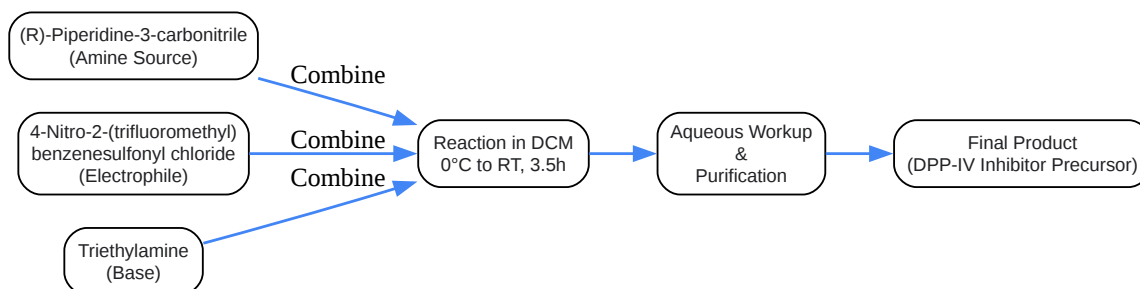 (R)-Piperidine-3-carbonitrile
(Amine Source)
Combine
4-Nitro-2-(trifluoromethyl)
benzenesulfonyl chloride
(Electrophile)
Combine
Combine
Triethylamine
(Base)
Reaction in DCM
0°C to RT, 3.5h
Aqueous Workup
&
Purification
Final Product
(DPP-IV Inhibitor Precursor)